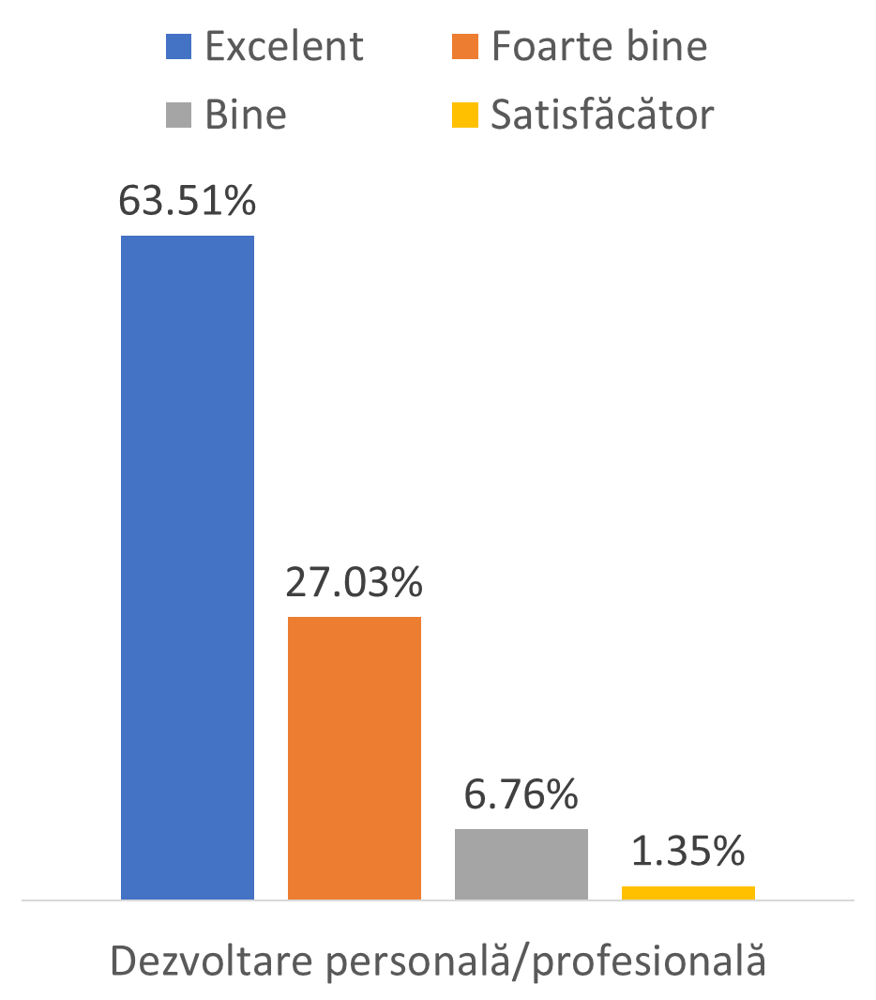 Excelent Foarte bine
Bine Satisfăcător
63.51%
27.03%
6.76%
1.35%
Dezvoltare personală/profesională